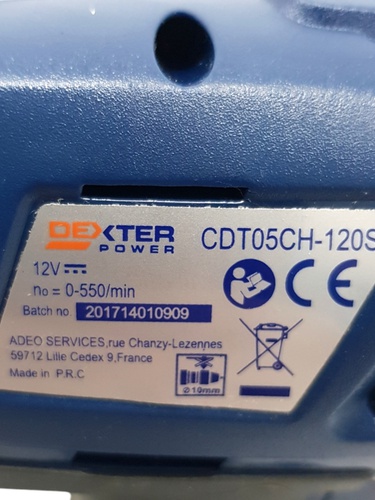 DEXTER
POWER
CDT05CH-120S
12V
no = 0-550/min
Batch no 201714010909
CE
ADEO SERVICES,rue Chanzy-Lezennes
59712 Lille Cedex 9,France
Made in P.R.C
Ø 10mm